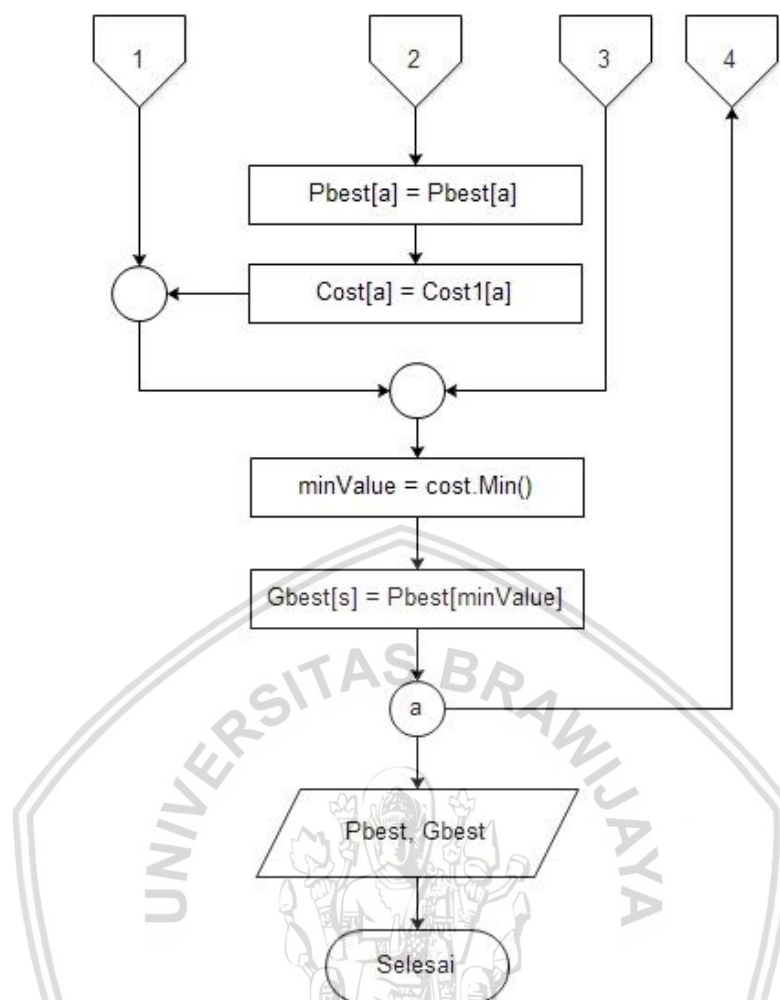 1
2
3
4
Pbest[a] = Pbest[a]
Cost[a] = Cost1[a]
minValue = cost.Min()
Gbest[s] = Pbest[minValue]
UNIVERSITAS BRAWIJAYA
a
Pbest, Gbest
Selesai